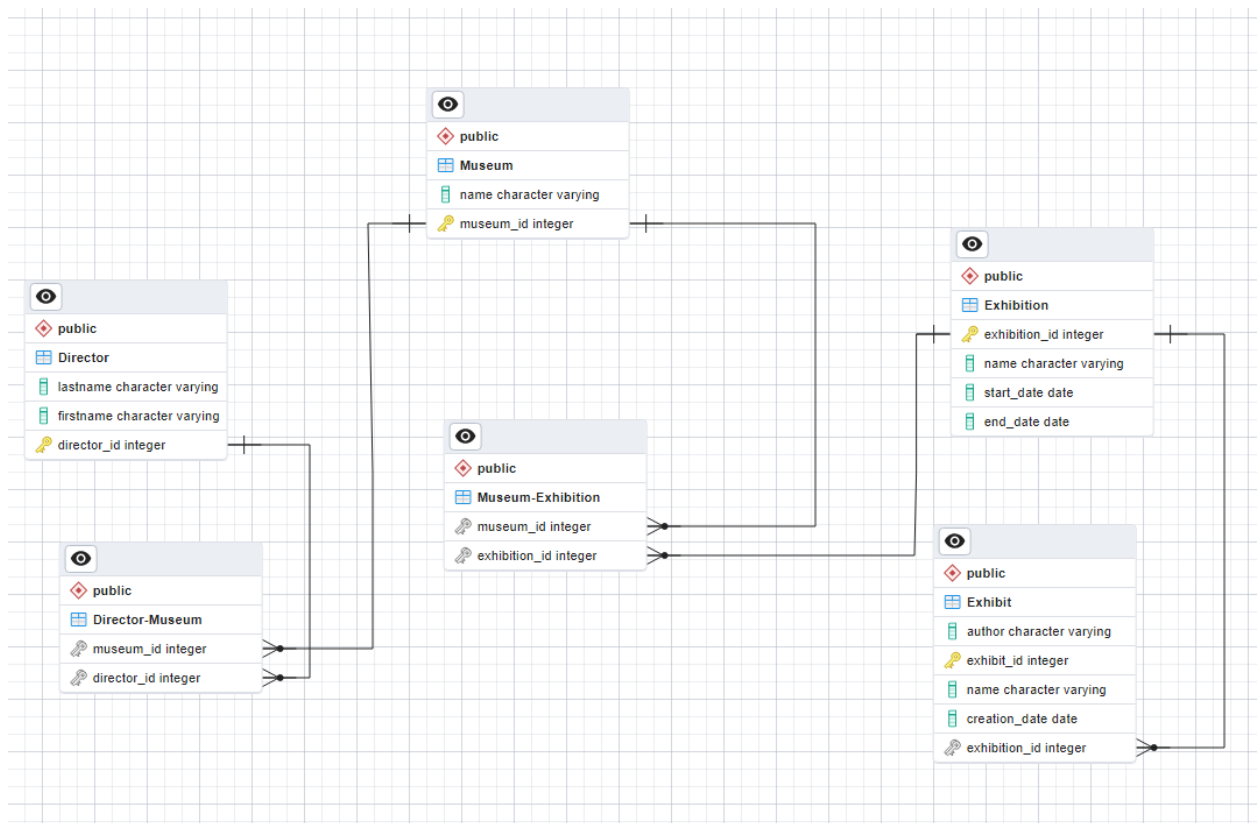 public
Museum
name character varying
museum_id integer
public
Director
lastname character varying
firstname character varying
director_id integer
public
Exhibition
exhibition_id integer
name character varying
start_date date
end_date date
public
Museum-Exhibition
museum_id integer
exhibition_id integer
public
Director-Museum
museum_id integer
director_id integer
public
Exhibit
author character varying
exhibit_id integer
name character varying
creation_date date
exhibition_id integer